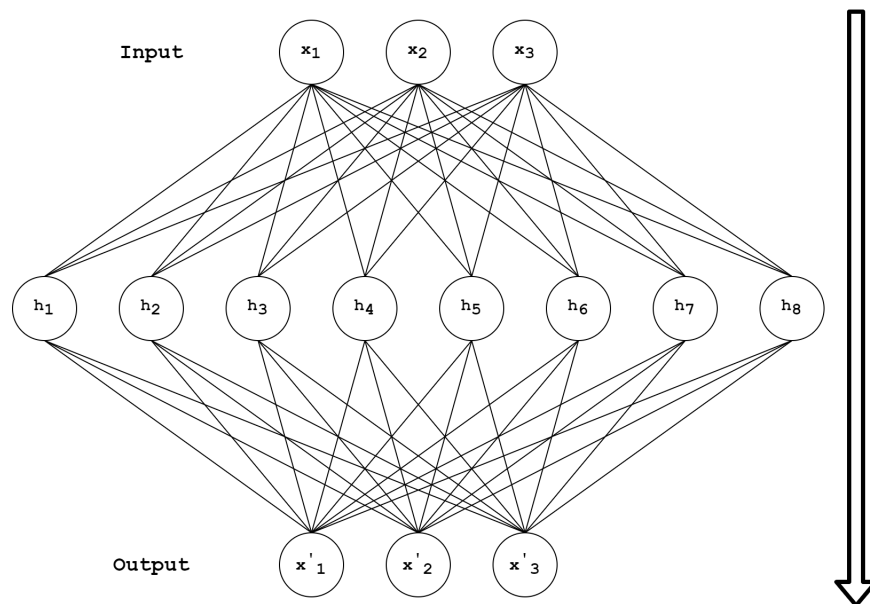 Input x₁ x₂ x₃
h₁ h₂ h₃ h₄ h₅ h₆ h₇ h₈
Output x'₁ x'₂ x'₃